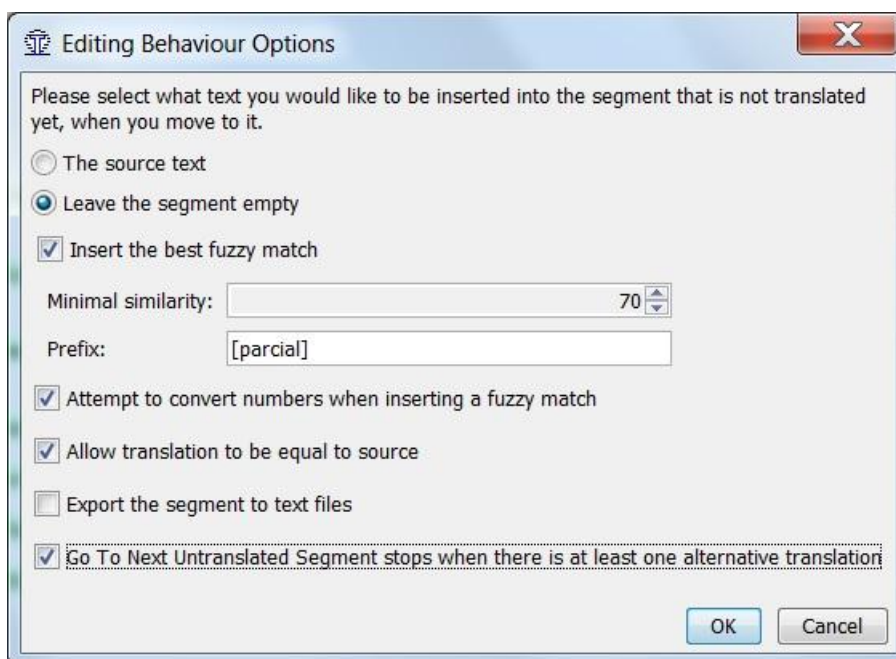 Editing Behaviour Options
Please select what text you would like to be inserted into the segment that is not translated
yet, when you move to it.
The source text
Leave the segment empty
Insert the best fuzzy match
Minimal similarity: 70
Prefix: [parcial]
Attempt to convert numbers when inserting a fuzzy match
Allow translation to be equal to source
Export the segment to text files
Go To Next Untranslated Segment stops when there is at least one alternative translation
OK Cancel